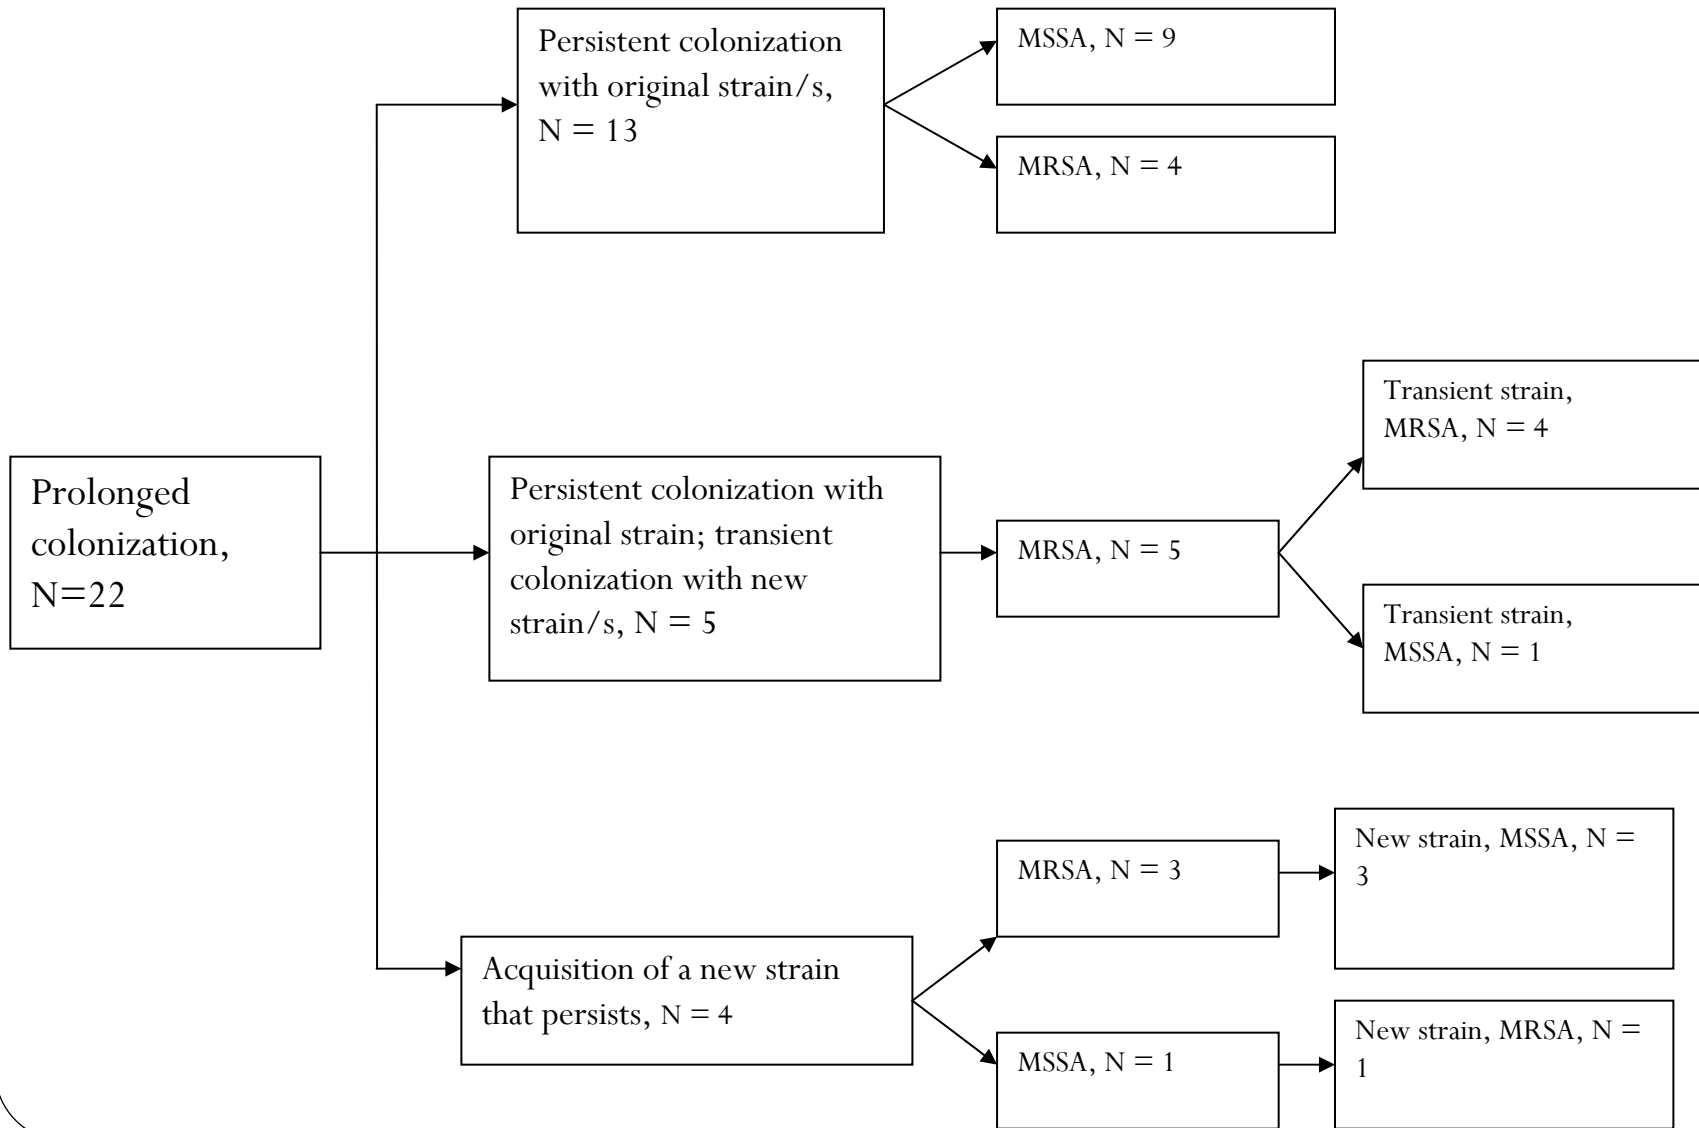 Prolonged
colonization,
N=22
Persistent colonization
with original strain/s,
N = 13
MSSA, N = 9
MRSA, N = 4
Persistent colonization with
original strain; transient
colonization with new
strain/s, N = 5
MRSA, N = 5
Transient strain,
MRSA, N = 4
Transient strain,
MSSA, N = 1
Acquisition of a new strain
that persists, N = 4
MRSA, N = 3
New strain, MSSA, N =
3
MSSA, N = 1
New strain, MRSA, N =
1